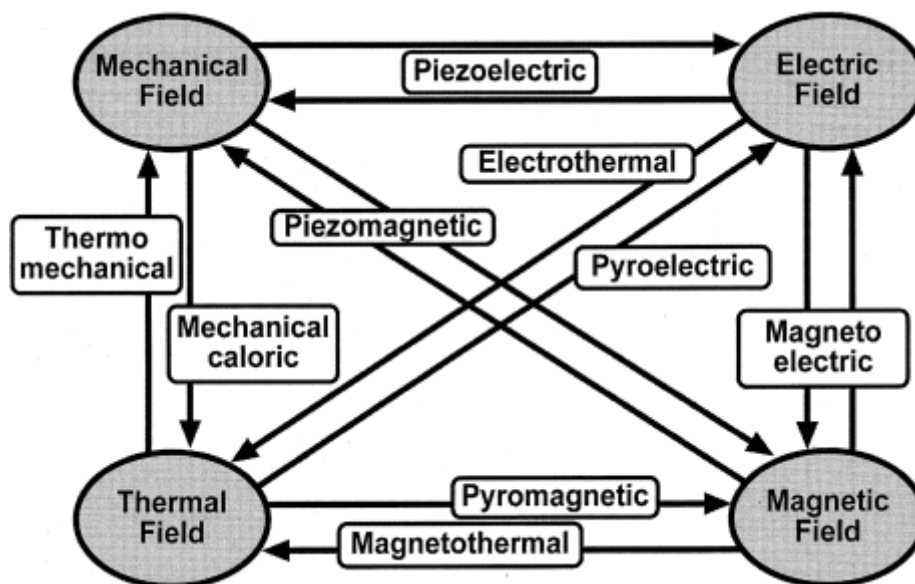 Mechanical
Field
Piezoelectric
Electric
Field
Electrothermal
Piezomagnetic
Thermo
mechanical
Pyroelectric
Mechanical
caloric
Magneto
electric
Thermal
Field
Pyromagnetic
Magnetothermal
Magnetic
Field